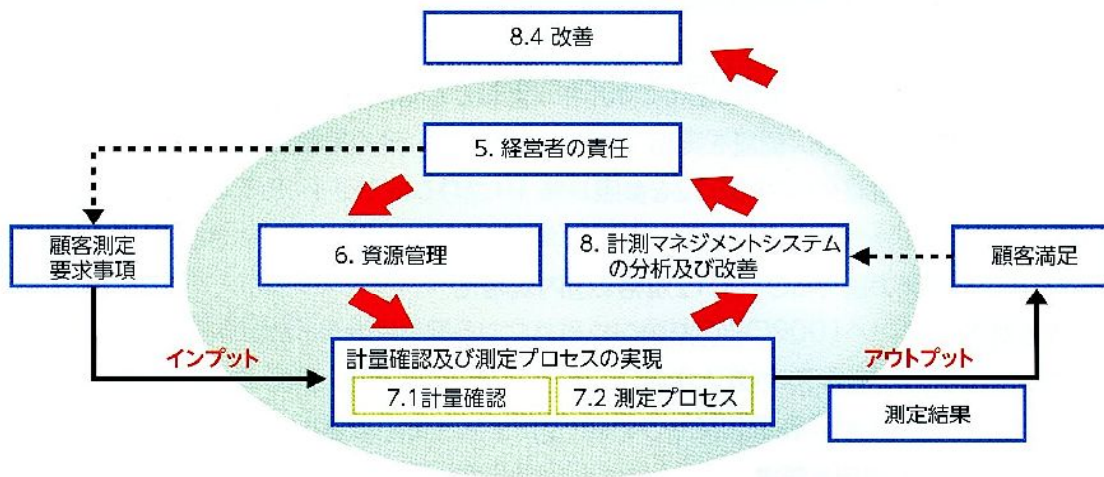 8.4 改善
5. 経営者の責任
顧客測定
要求事項
6. 資源管理
8. 計測マネジメントシステム
の分析及び改善
顧客満足
インプット
計量確認及び測定プロセスの実現
7.1計量確認
7.2 測定プロセス
アウトプット
測定結果